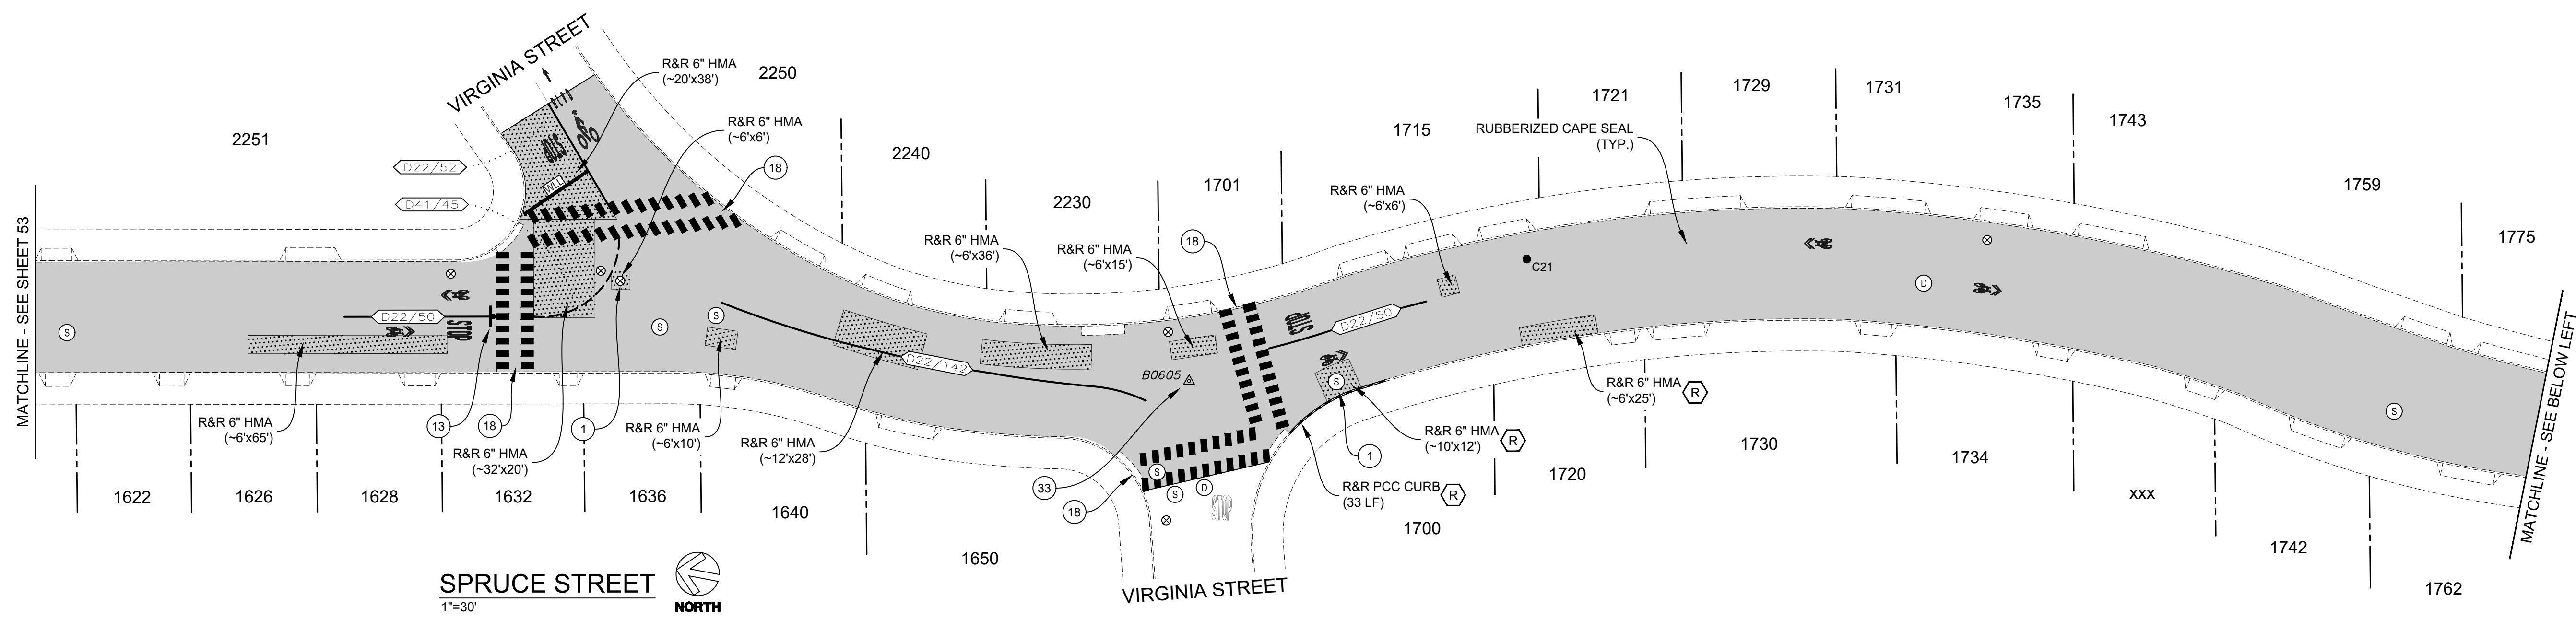 VIRGINIA STREET
2251
2250
R&R 6" HMA
(~20'x38')
R&R 6" HMA
(~6'x6')
18
D22/52
D41/45
WLL
STOP
2240
2230
1701
1715
1721
1729
1731
1735
1743
1759
1775
RUBBERIZED CAPE SEAL
(TYP.)
R&R 6" HMA
(~6'x6')
R&R 6" HMA
(~6'x36')
R&R 6" HMA
(~6'x15')
18
C21
MATCHLINE - SEE SHEET 53
S
D22/50
STOP
S
S
D22/142
B0605
STOP
D22/50
S
D
S
MATCHLINE - SEE BELOW LEFT
R&R 6" HMA
(~6'x65')
13
18
R&R 6" HMA
(~32'x20')
1
R&R 6" HMA
(~6'x10')
R&R 6" HMA
(~12'x28')
33
18
S
S
D
STOP
R&R 6" HMA
(~6'x25')
R
R&R 6" HMA
(~10'x12')
R
1
R&R PCC CURB
(33 LF)
R
1622
1626
1628
1632
1636
1640
1650
1700
1720
1730
1734
xxx
1742
1762
VIRGINIA STREET
SPRUCE STREET
1"=30'
NORTH